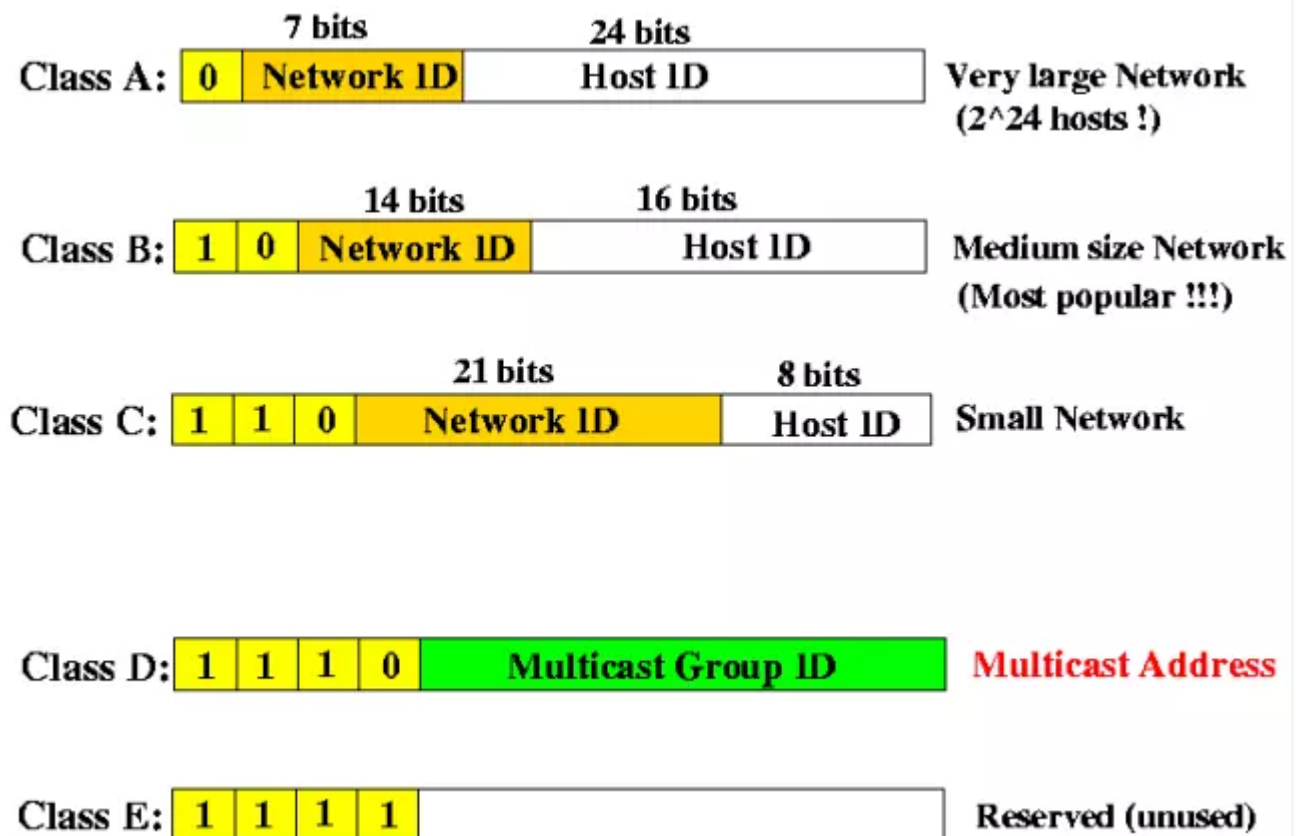 7 bits 24 bits
Class A: 0 Network ID Host ID Very large Network
(2^24 hosts !)
14 bits 16 bits
Class B: 1 0 Network ID Host ID Medium size Network
(Most popular !!!)
21 bits 8 bits
Class C: 1 1 0 Network ID Host ID Small Network
Class D: 1 1 1 0 Multicast Group ID Multicast Address
Class E: 1 1 1 1 Reserved (unused)